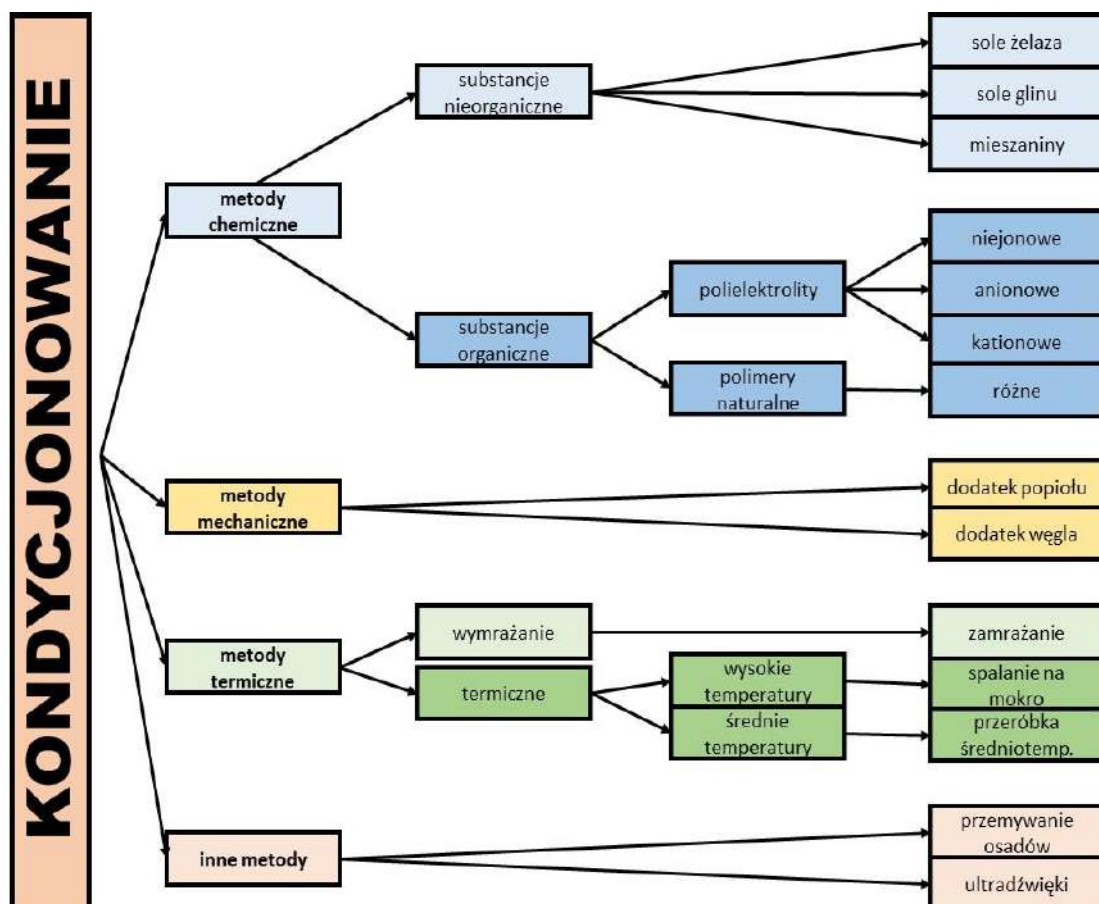 KONDYCJONOWANIE
metody
chemiczne
substancje
nieorganiczne
sole żelaza
sole glinu
mieszaniny
substancje
organiczne
polielektrolity
niejonowe
anionowe
kationowe
polimery
naturalne
różne
metody
mechaniczne
dodatek popiołu
dodatek węgla
metody
termiczne
wymrażanie
zamrażanie
termiczne
wysokie
temperatury
spalanie na
mokro
średnie
temperatury
przeróbka
średniotemp.
inne metody
przemywanie
osadów
ultradźwięki